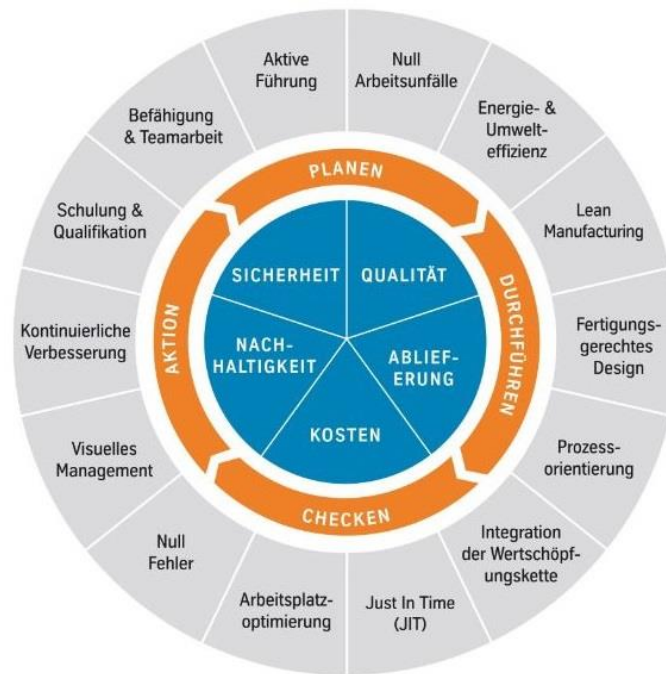 Aktive
Führung
Null
Arbeitsunfälle
Energie- &
Umwelt-
effizienz
Lean
Manufacturing
Fertigungs-
gerechtes
Design
Prozess-
orientierung
Integration
der Wertschöpf-
ungskette
Just In Time
(JIT)
Arbeitsplatz-
optimierung
Null
Fehler
Visuelles
Management
Kontinuierliche
Verbesserung
Schulung &
Qualifikation
Befähigung
& Teamarbeit
PLANEN
DURCHFÜHREN
CHECKEN
AKTION
SICHERHEIT
QUALITÄT
ABLIEF-
ERUNG
KOSTEN
NACH-
HALTIGKEIT